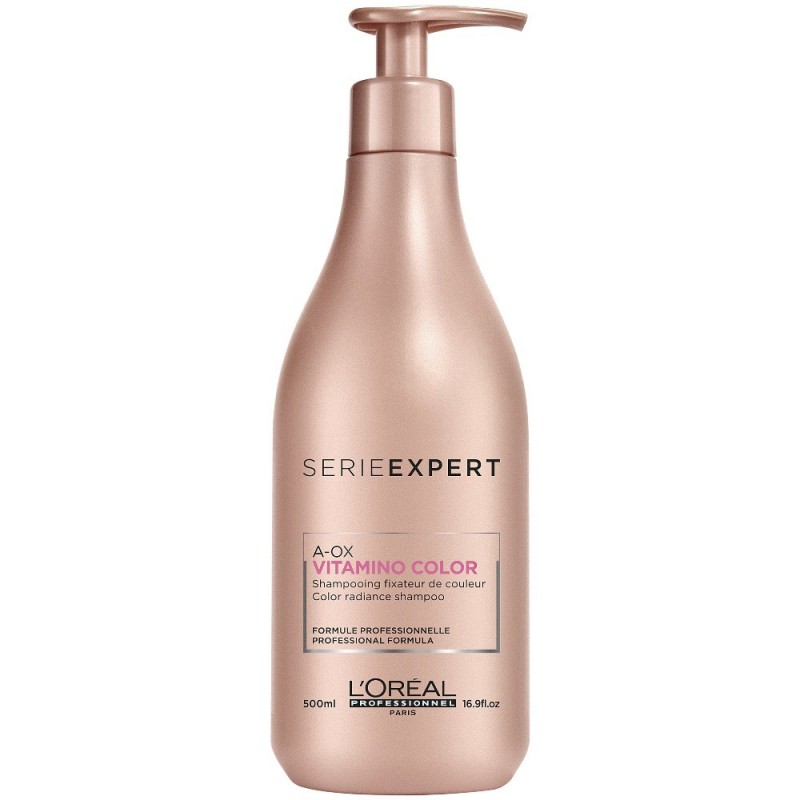 SERIEEXPERT
A-OX
VITAMINO COLOR
Shampooing fixateur de couleur
Color radiance shampoo
FORMULE PROFESSIONNELLE
PROFESSIONAL FORMULA
500ml L'ORÉAL 16.9fl.oz
PROFESSIONNEL
PARIS